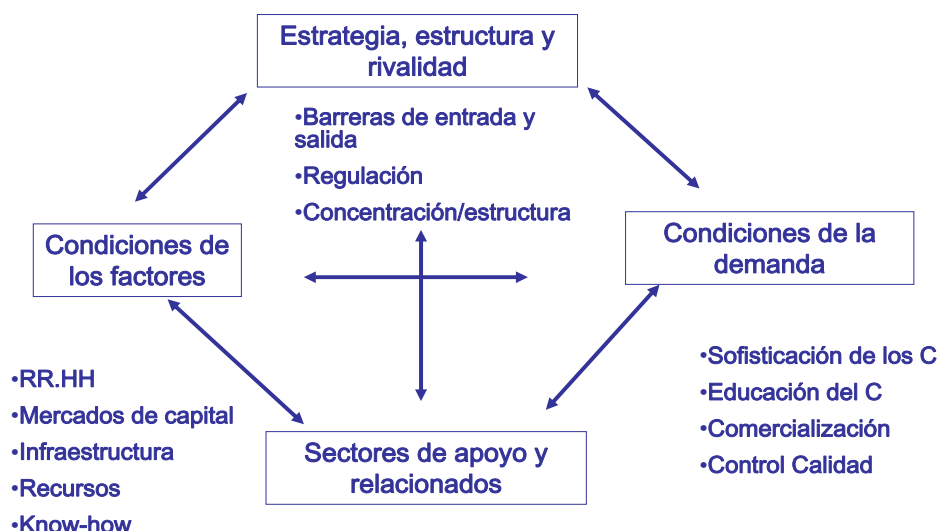 Estrategia, estructura y
rivalidad
•Barreras de entrada y
salida
•Regulación
•Concentración/estructura
Condiciones de
los factores
Condiciones de la
demanda
•RR.HH
•Mercados de capital
•Infraestructura
•Recursos
•Know-how
Sectores de apoyo y
relacionados
•Sofisticación de los C
•Educación del C
•Comercialización
•Control Calidad